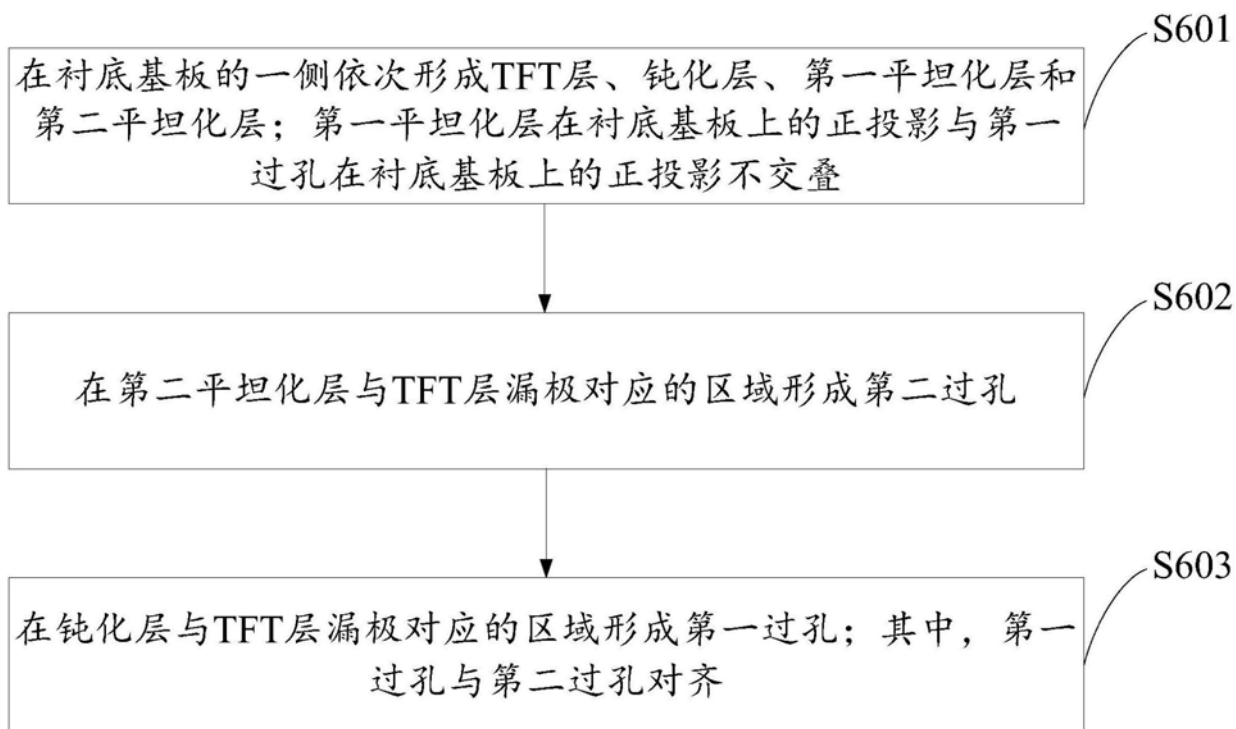 S601
在衬底基板的一侧依次形成TFT层、钝化层、第一平坦化层和
第二平坦化层；第一平坦化层在衬底基板上的正投影与第一
过孔在衬底基板上的正投影不交叠
S602
在第二平坦化层与TFT层漏极对应的区域形成第二过孔
S603
在钝化层与TFT层漏极对应的区域形成第一过孔；其中，第一
过孔与第二过孔对齐